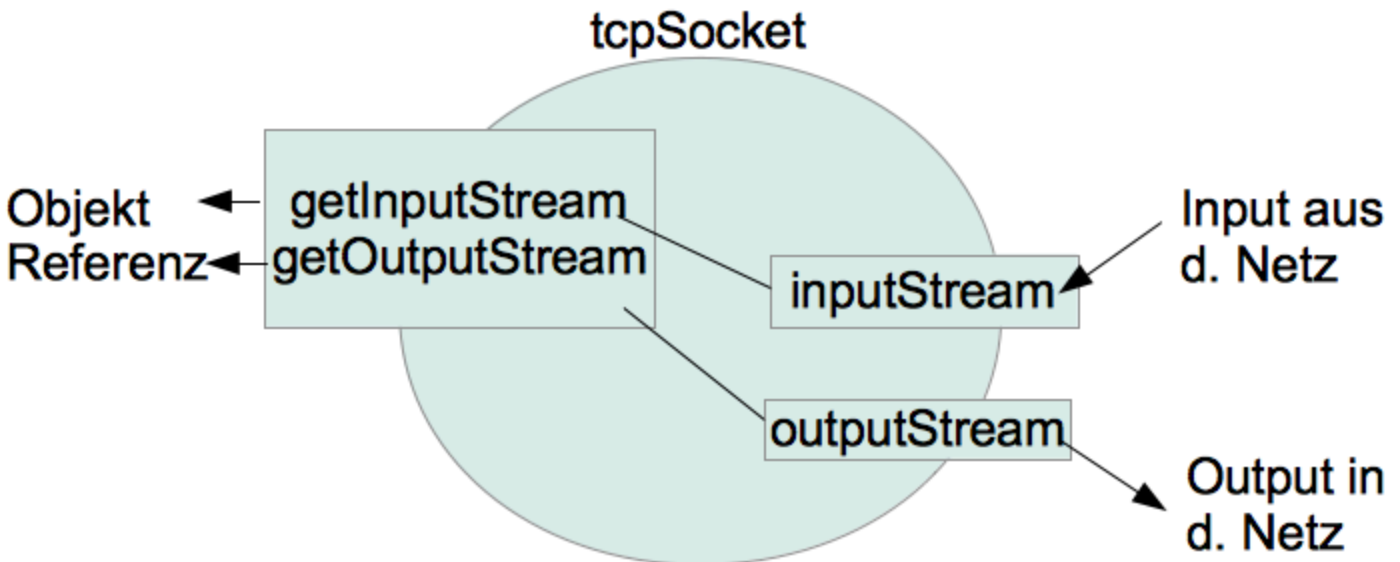 tcpSocket
Objekt
Referenz
getInputStream
getOutputStream
inputStream
Input aus
d. Netz
outputStream
Output in
d. Netz